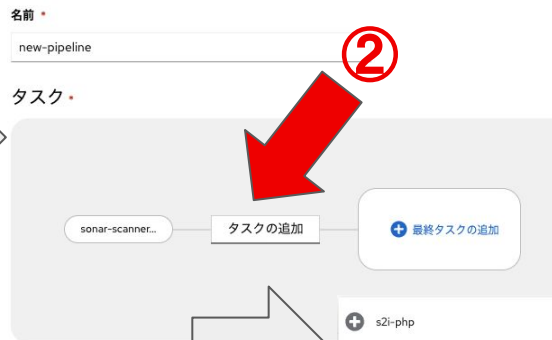 名前 *
new-pipeline
②
タスク *
sonar-scanner...
タスクの追加
最終タスクの追加
s2i-php